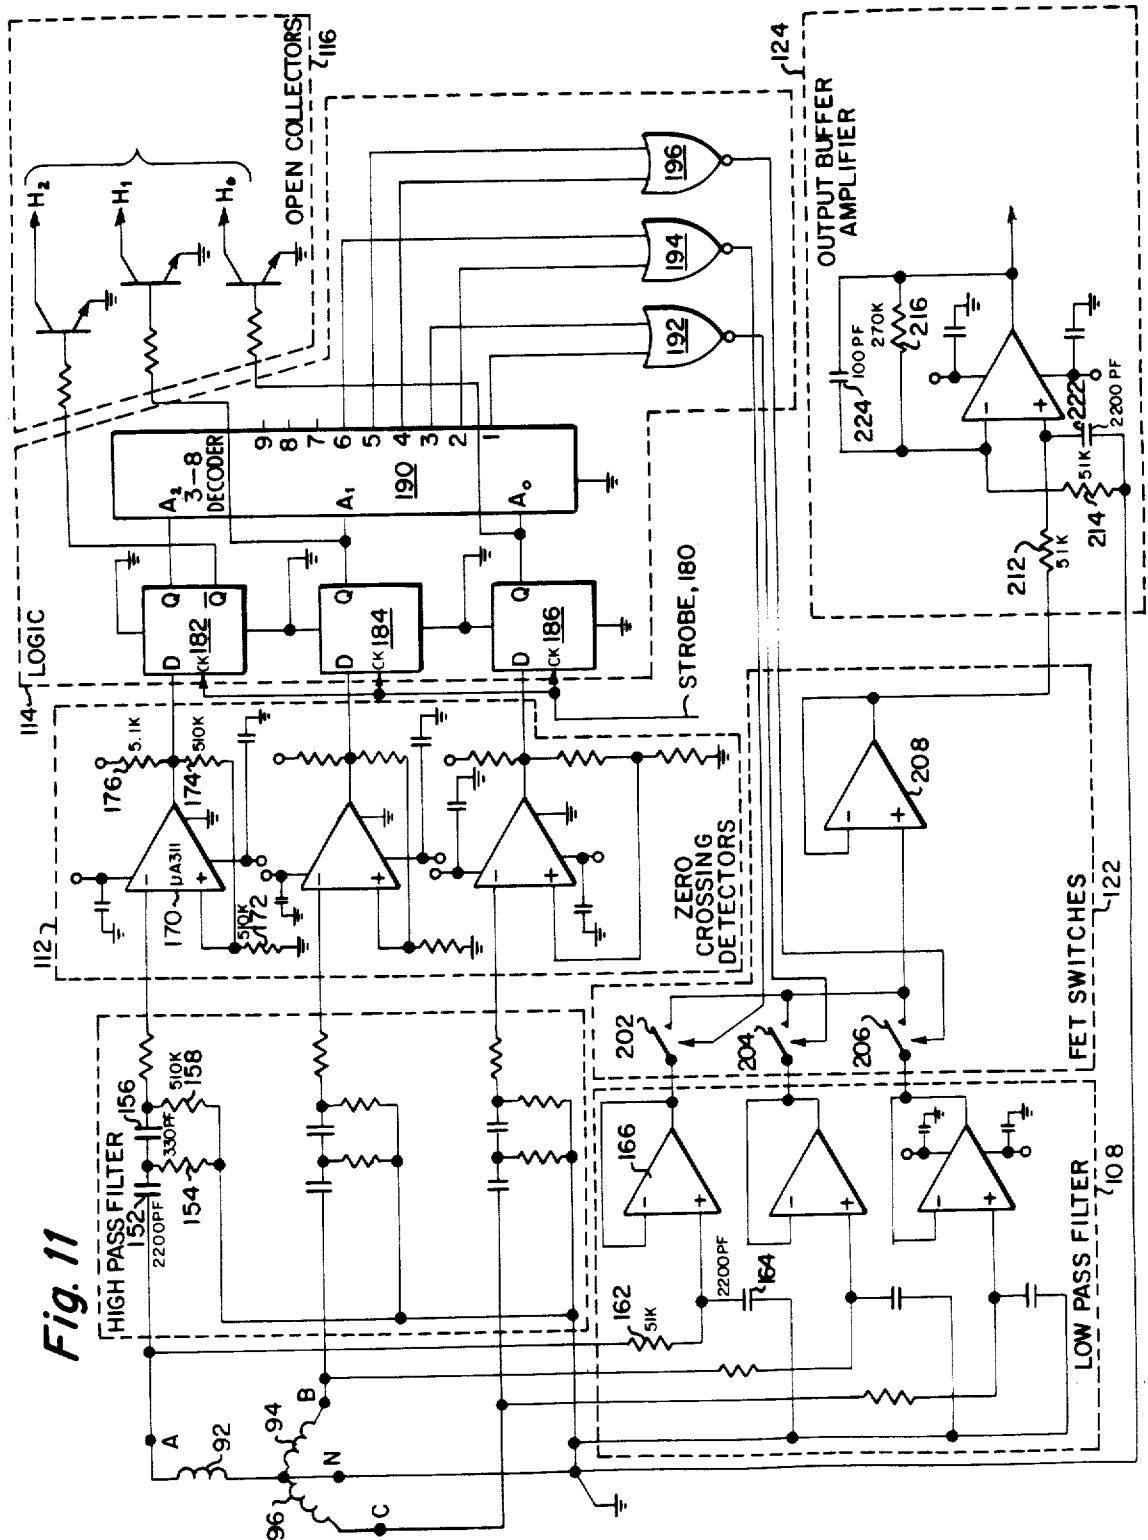 Fig. 11
HIGH PASS FILTER
152
2200PF
156
330PF
510K
158
154
A
92
94
B
N
96
C
112
170
µA311
−
+
176
5.1K
174
510K
510K
172
−
+
−
+
ZERO
CROSSING
DETECTORS
114
LOGIC
D
Q
Q
CK
182
D
Q
CK
184
D
Q
CK
186
STROBE, 180
A2
3-8
DECODER
A1
190
A0
9
8
7
6
5
4
3
2
1
H2
H1
H0
OPEN COLLECTORS
116
192
194
196
162
51K
2200PF
164
166
−
+
−
+
−
+
LOW PASS FILTER
108
202
204
206
−
+
208
FET SWITCHES
122
124
OUTPUT BUFFER
AMPLIFIER
224
100PF
270K
216
−
+
222
2200 PF
212
51K
51K
214